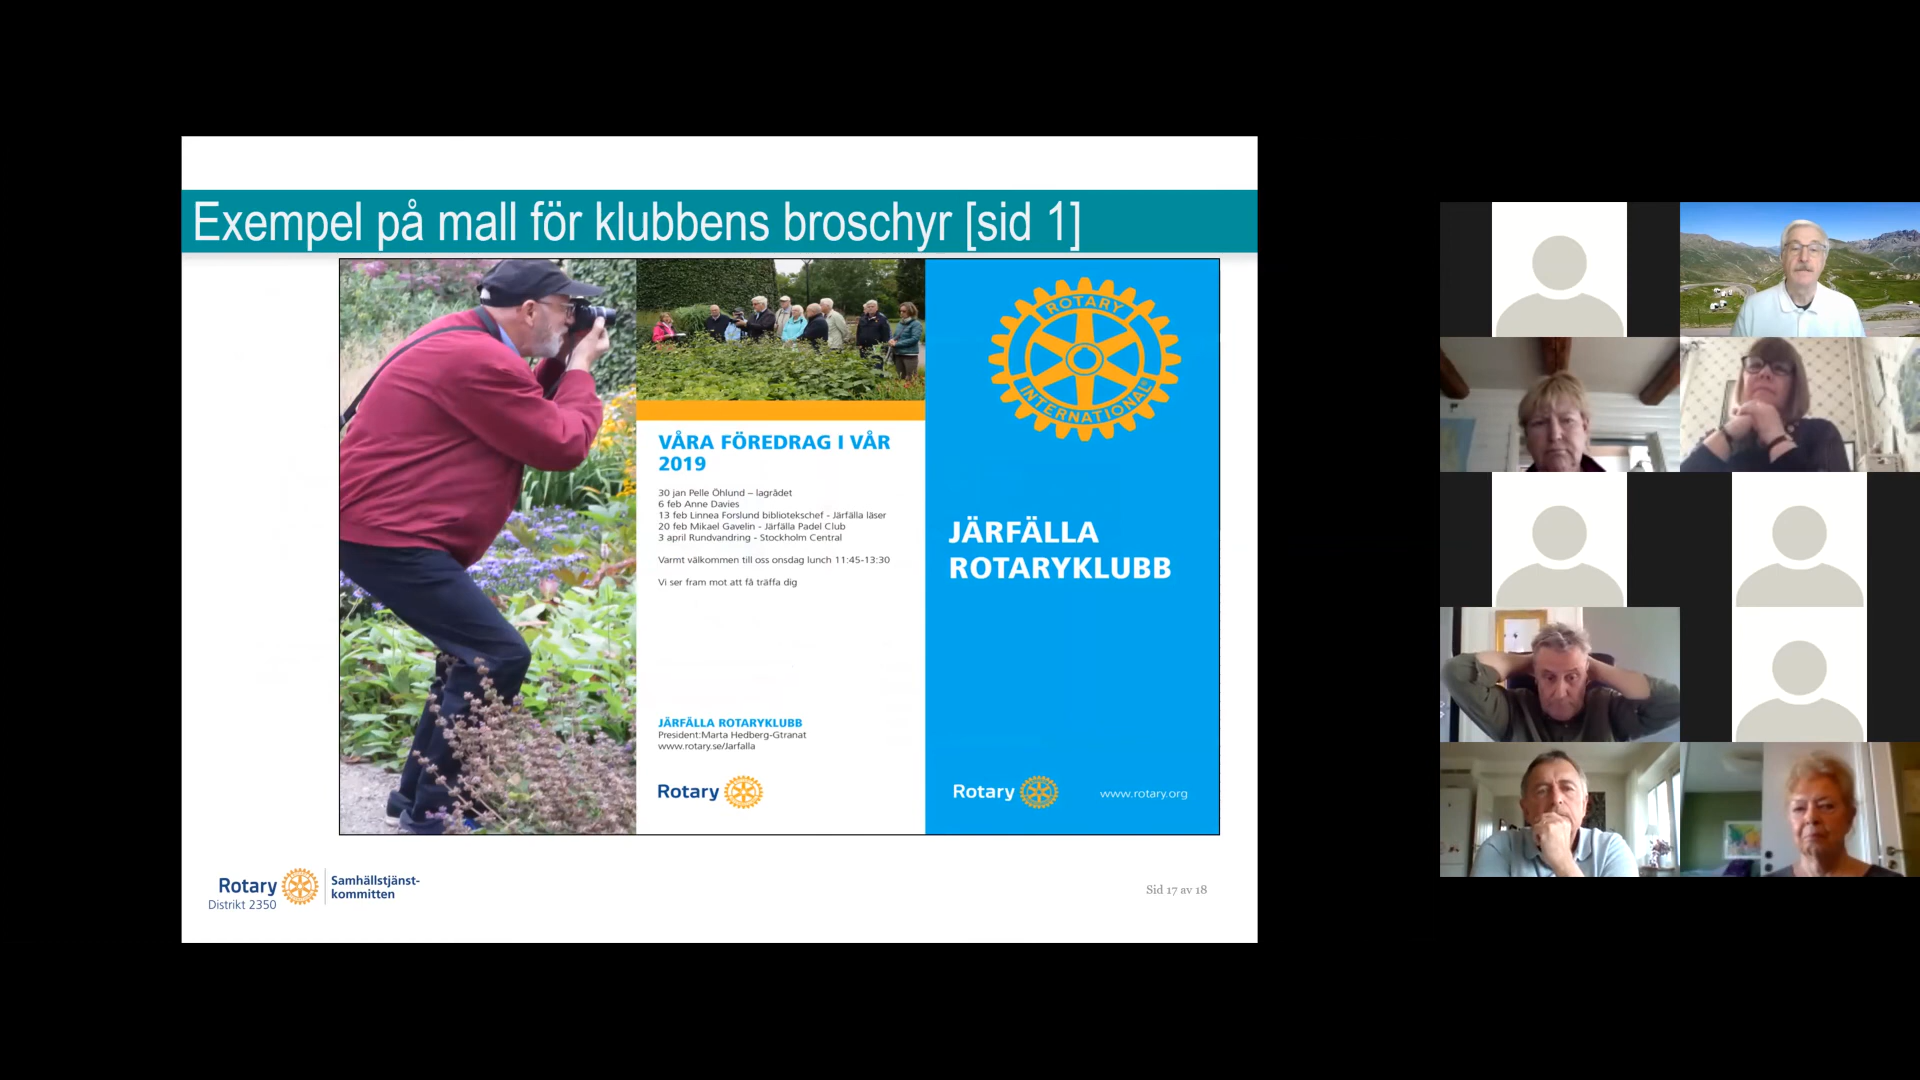 Exempel på mall för klubbens broschyr [sid 1]
VÅRA FÖREDRAG I VÅR
2019
30 jan Pelle Öhlund – lagrådet
6 feb Anne Davies
13 feb Linnea Forslund bibliotekschef - Järfälla läser
20 feb Mikael Gavelin - Järfälla Padel Club
3 april Rundvandring - Stockholm Central
Varmt välkommen till oss onsdag lunch 11:45-13:30
Vi ser fram mot att få träffa dig
JÄRFÄLLA ROTARYKLUBB
President:Marta Hedberg-Gtranat
www.rotary.se/Jarfalla
Rotary
ROTARY
INTERNATIONAL
JÄRFÄLLA
ROTARYKLUBB
Rotary
www.rotary.org
Rotary
Distrikt 2350
Samhällstjänst-
kommitten
Sid 17 av 18